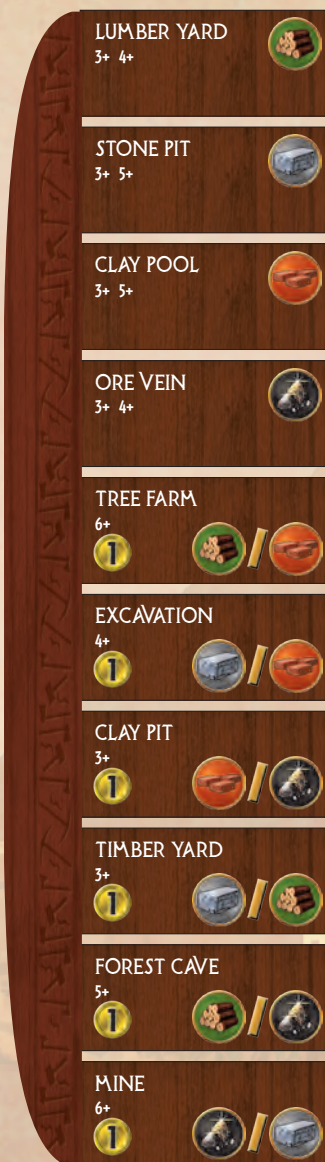 LUMBER YARD
3+ 4+
STONE PIT
3+ 5+
CLAY POOL
3+ 5+
ORE VEIN
3+ 4+
TREE FARM
6+
1
EXCAVATION
4+
1
CLAY PIT
3+
1
TIMBER YARD
3+
1
FOREST CAVE
5+
1
MINE
6+
1